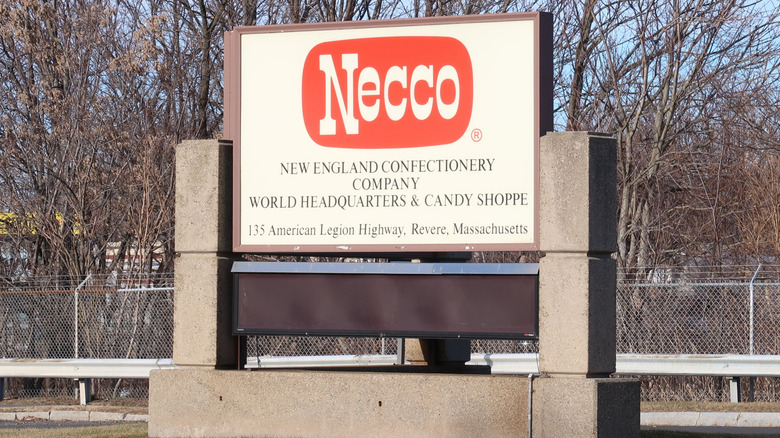 Necco
®
NEW ENGLAND CONFECTIONERY
COMPANY
WORLD HEADQUARTERS & CANDY SHOPPE
135 American Legion Highway, Revere, Massachusetts